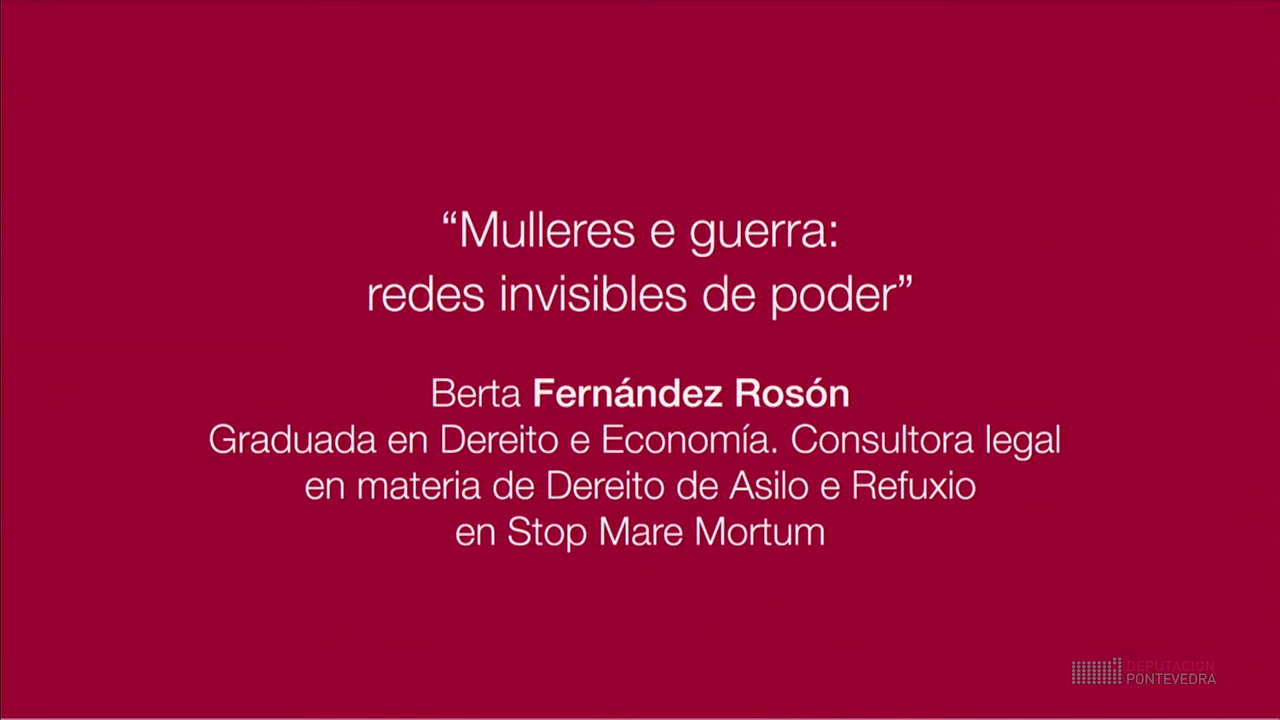 “Mulleres e guerra:
redes invisibles de poder”
Berta Fernández Rosón
Graduada en Dereito e Economía. Consultora legal
en materia de Dereito de Asilo e Refuxio
en Stop Mare Mortum
DEPUTACIÓN
PONTEVEDRA